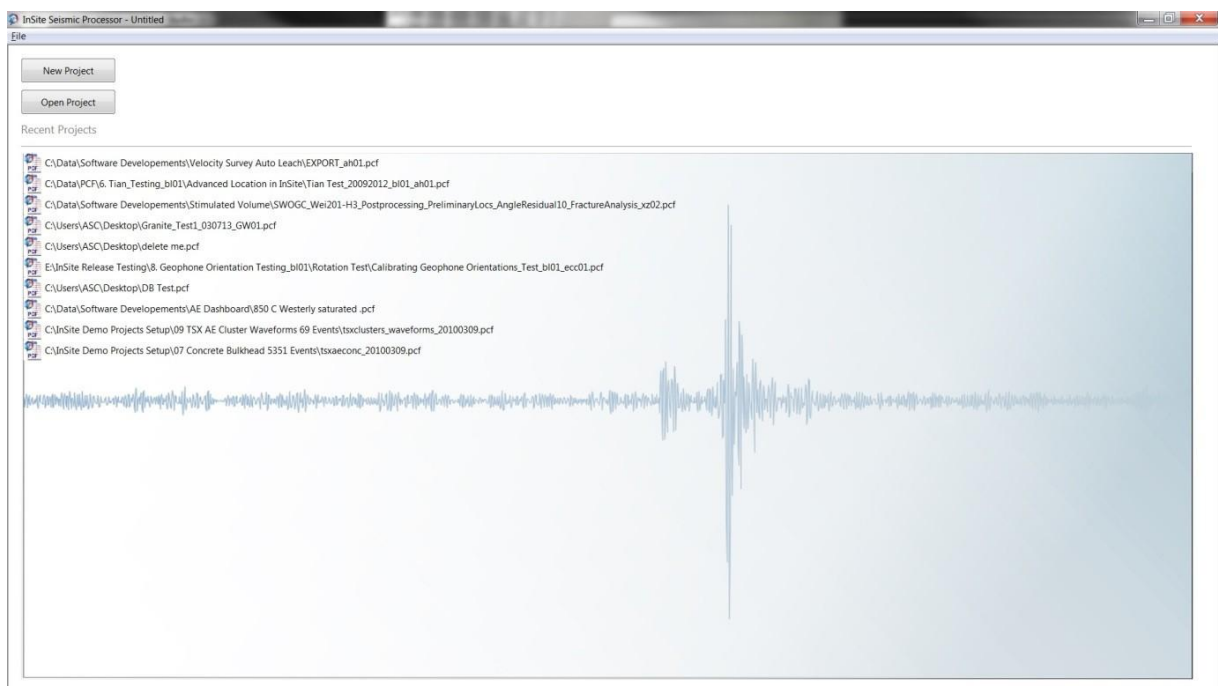 InSite Seismic Processor - Untitled
File
New Project
Open Project
Recent Projects
C:\Data\Software Developements\Velocity Survey Auto Leach\EXPORT_ah01.pcf
C:\Data\PCF\6. Tian_Testing_bl01\Advanced Location in InSite\Tian Test_20092012_bl01_ah01.pcf
C:\Data\Software Developements\Stimulated Volume\SWOGC_Wei201-H3_Postprocessing_PreliminaryLocs_AngleResidual10_FractureAnalysis_xz02.pcf
C:\Users\ASC\Desktop\Granite_Test1_030713_GW01.pcf
C:\Users\ASC\Desktop\delete me.pcf
E:\InSite Release Testing\8. Geophone Orientation Testing_bl01\Rotation Test\Calibrating Geophone Orientations_Test_bl01_ecc01.pcf
C:\Users\ASC\Desktop\DB Test.pcf
C:\Data\Software Developements\AE Dashboard\850 C Westerly saturated .pcf
C:\InSite Demo Projects Setup\09 TSX AE Cluster Waveforms 69 Events\tsxclusters_waveforms_20100309.pcf
C:\InSite Demo Projects Setup\07 Concrete Bulkhead 5351 Events\tsxaeconc_20100309.pcf